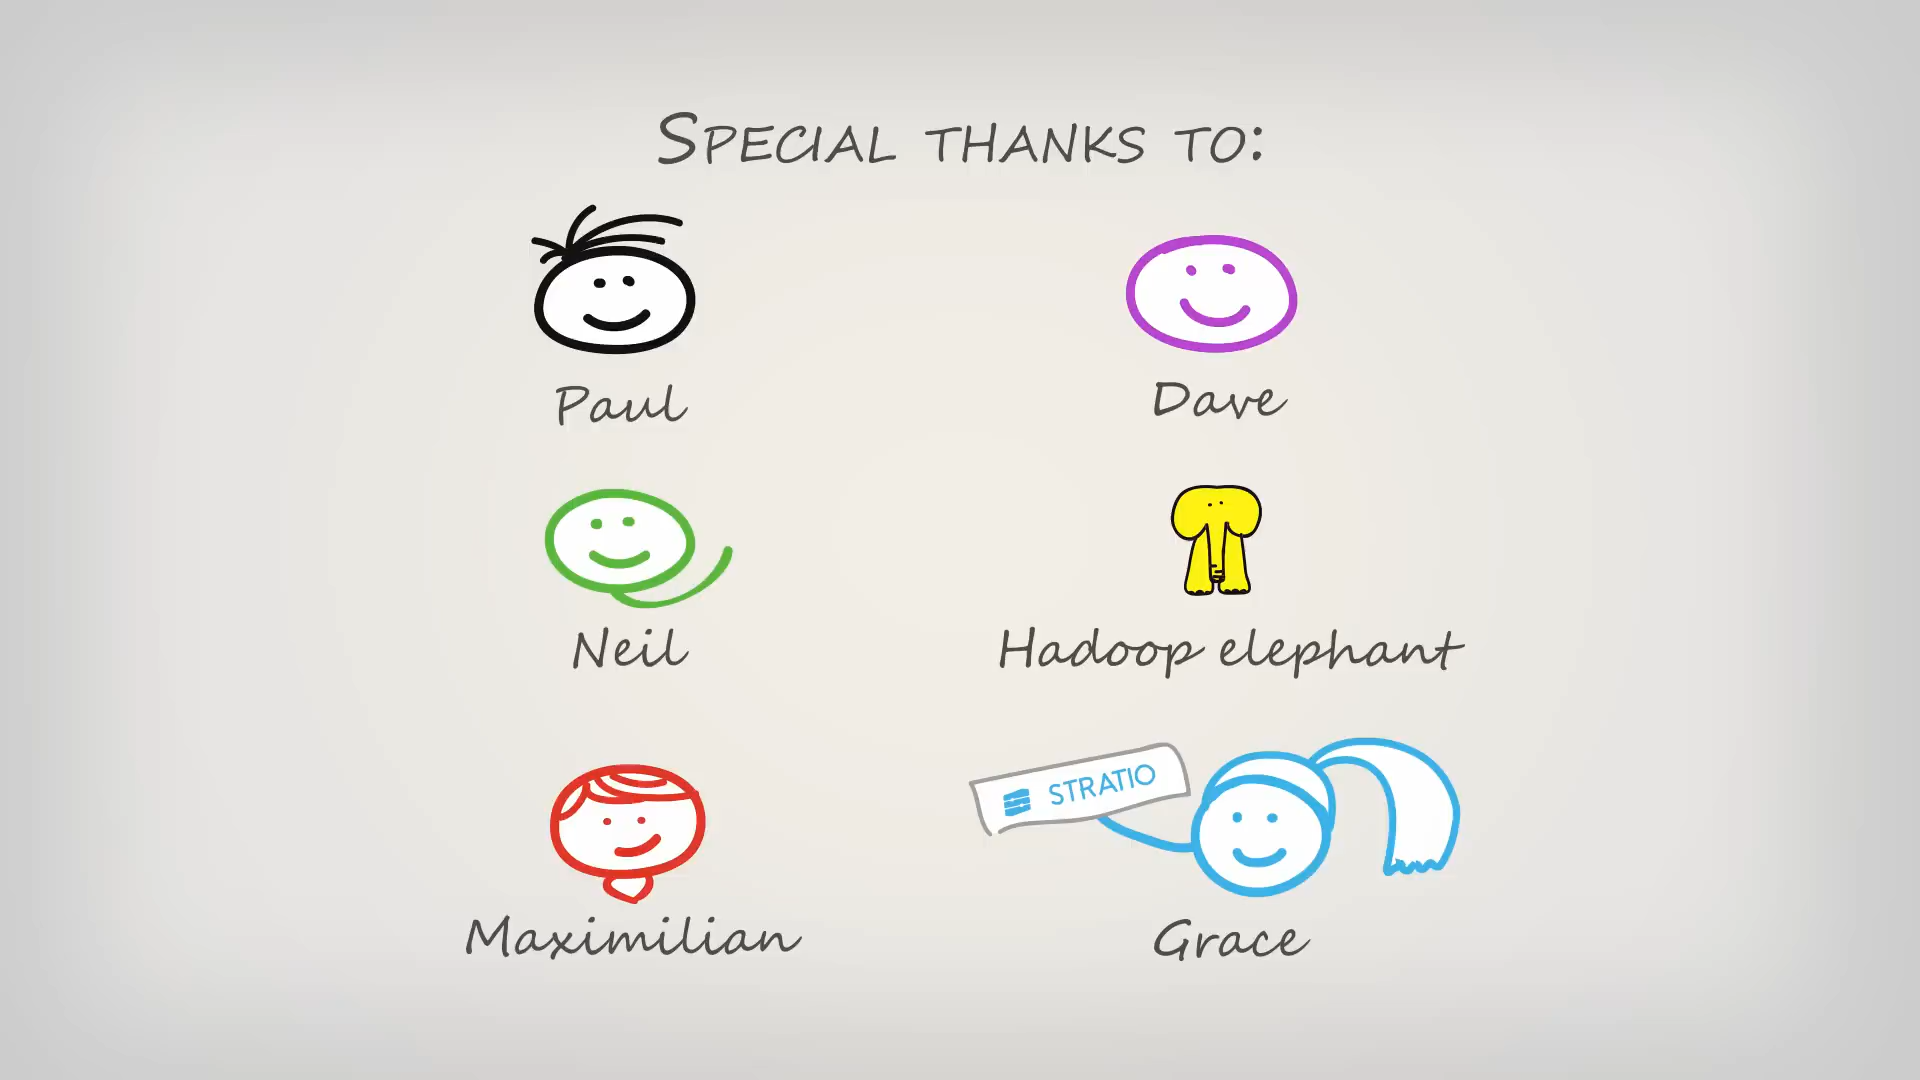 SPECIAL THANKS TO:
Paul
Dave
Neil
Hadoop elephant
STRATIO
Maximilian
Grace